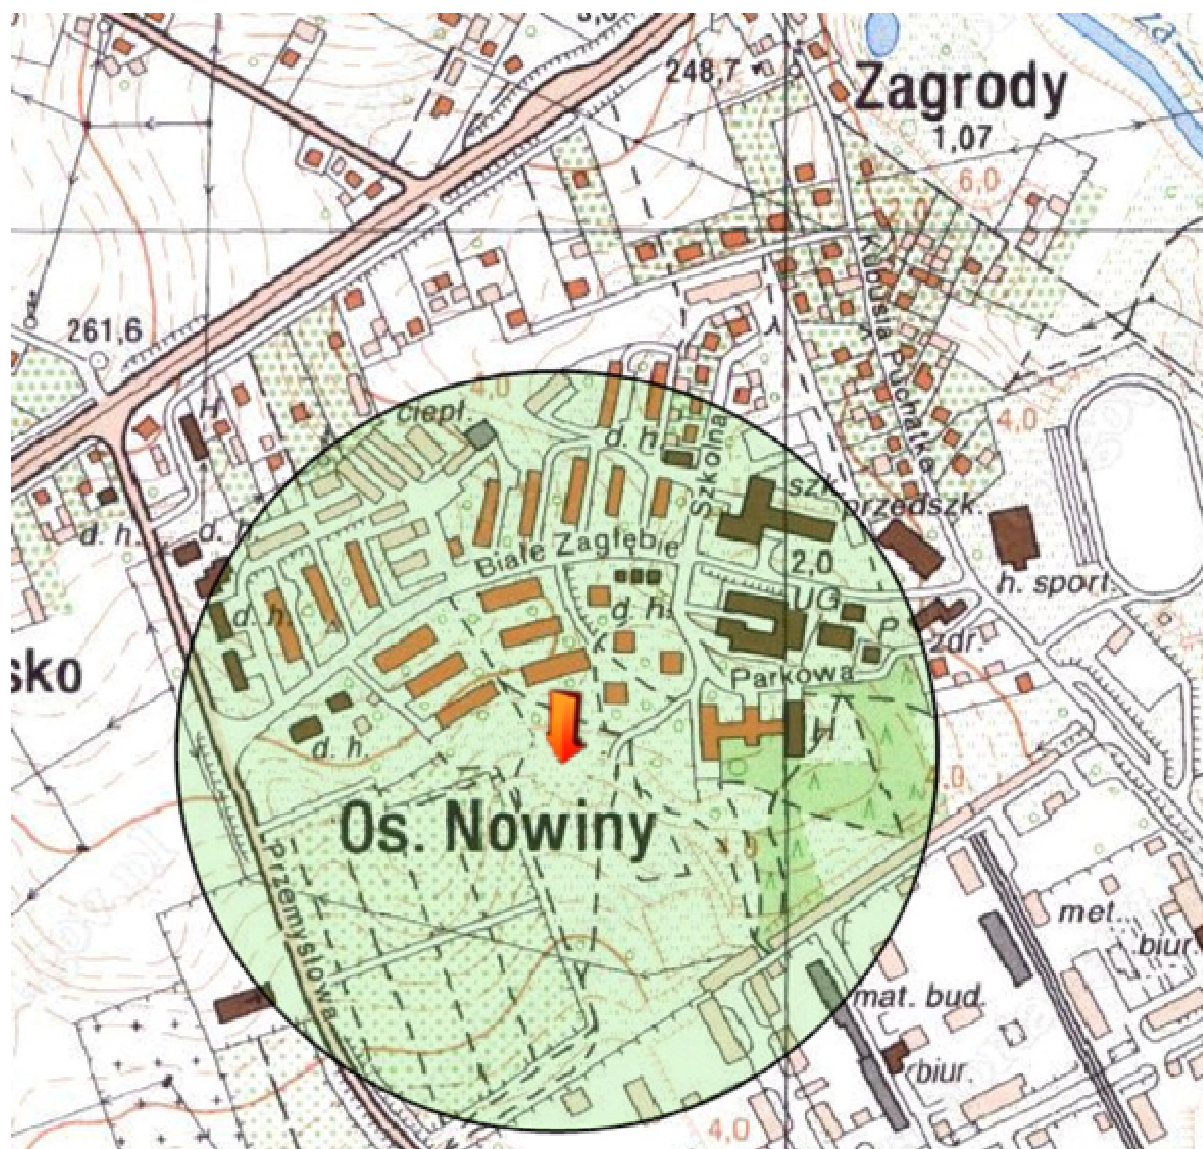 248,7
Zagrody
1,07
6,0
2,0
261,6
Kubusia Puchatka
H
4,0
ciepł.
4,0
d. h.
Szkolna
szk.
przedszk.
d. h.
d. h.
Białe Zagłębie
2,0
h. sport.
d. h.
d. h.
UG
P
zdr.
sko
Parkowa
H
d. h.
Os. Nowiny
Przemysłowa
met.
biur.
mat. bud.
biur.
4,0